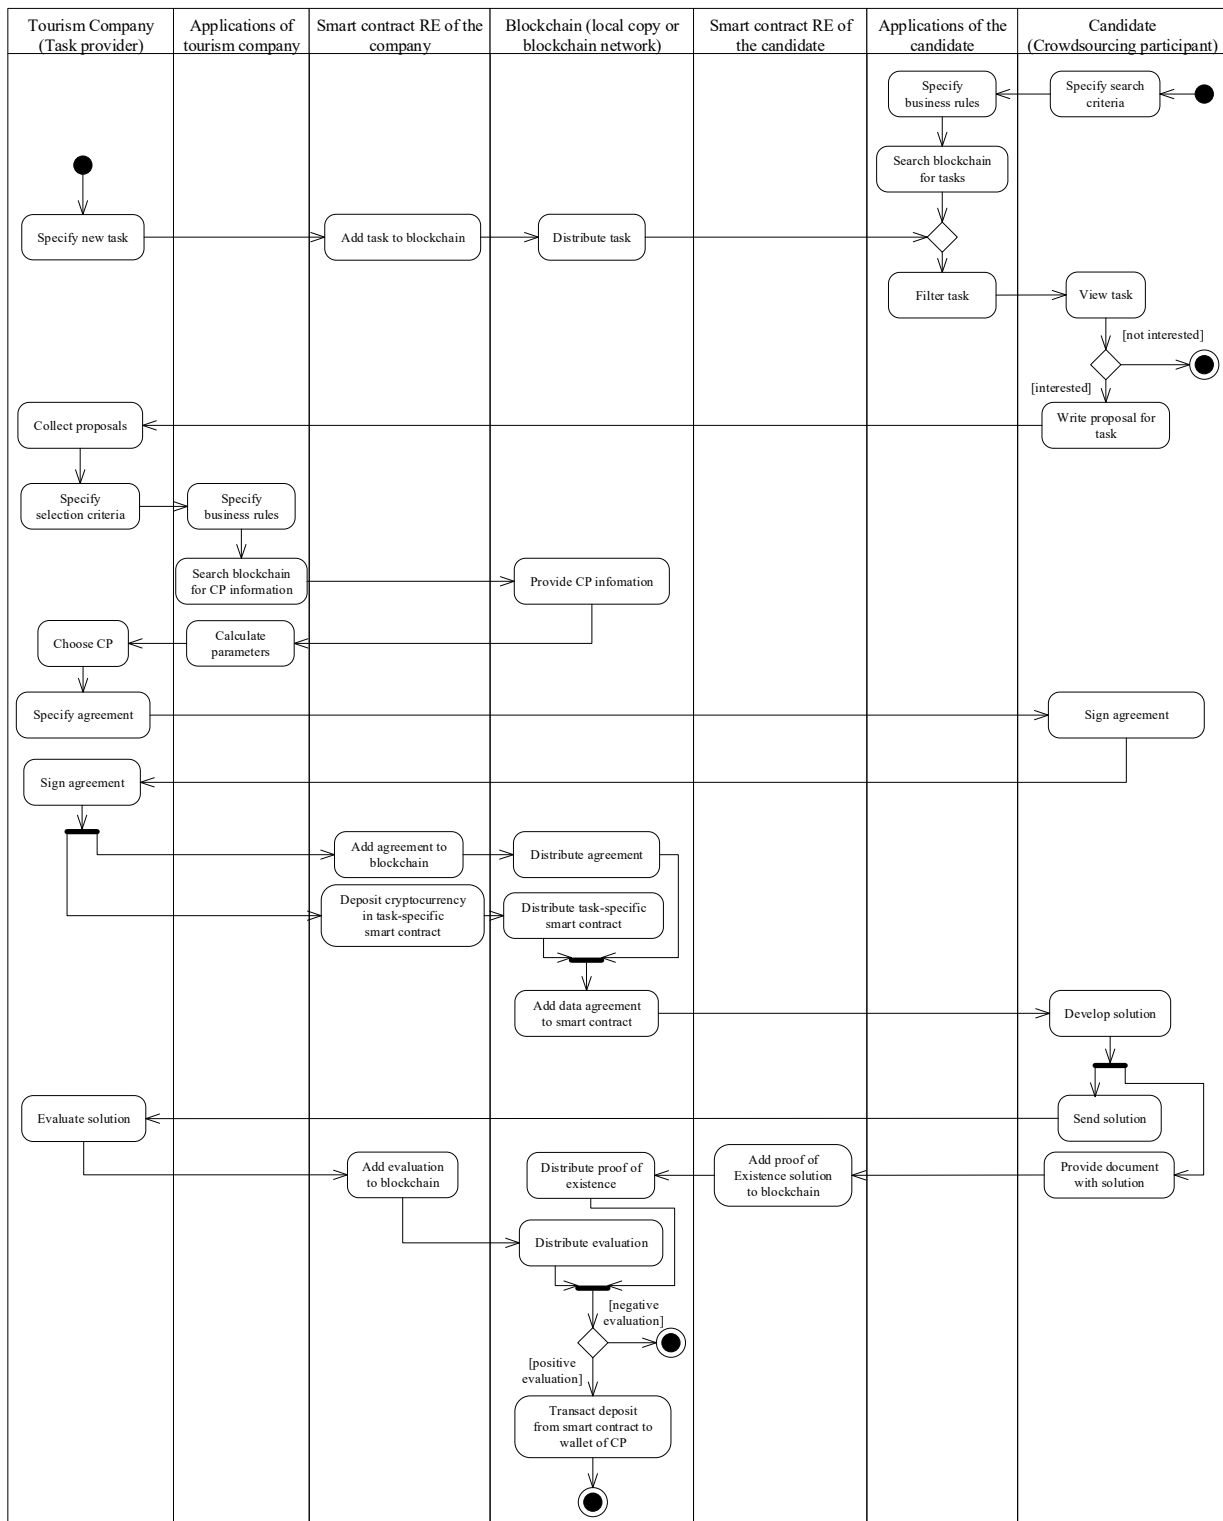 Tourism Company
(Task provider)
Applications of
tourism company
Smart contract RE of the
company
Blockchain (local copy or
blockchain network)
Smart contract RE of
the candidate
Applications of the
candidate
Candidate
(Crowdsourcing participant)
Specify
business rules
Specify search
criteria
Search blockchain
for tasks
Specify new task
Add task to blockchain
Distribute task
Filter task
View task
[not interested]
[interested]
Collect proposals
Write proposal for
task
Specify
selection criteria
Specify
business rules
Search blockchain
for CP information
Provide CP infomation
Choose CP
Calculate
parameters
Specify agreement
Sign agreement
Sign agreement
Add agreement to
blockchain
Distribute agreement
Deposit cryptocurrency
in task-specific
smart contract
Distribute task-specific
smart contract
Add data agreement
to smart contract
Develop solution
Evaluate solution
Send solution
Add evaluation
to blockchain
Distribute proof of
existence
Add proof of
Existence solution
to blockchain
Provide document
with solution
Distribute evaluation
[negative
evaluation]
[positive
evaluation]
Transact deposit
from smart contract to
wallet of CP